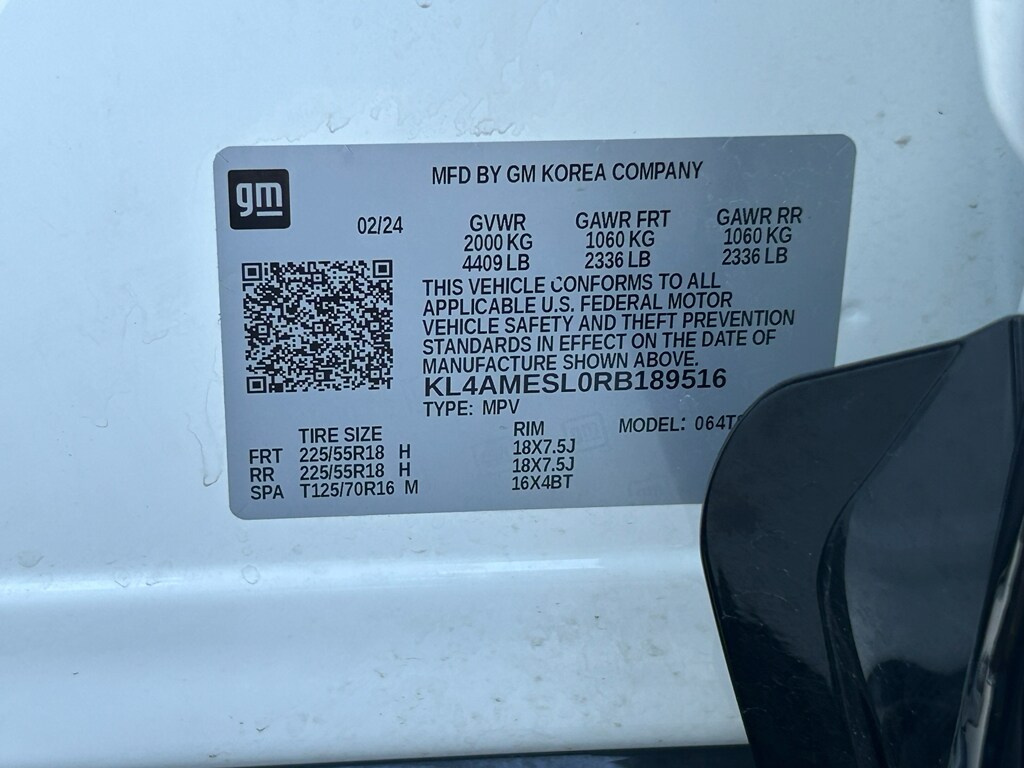 gm
MFD BY GM KOREA COMPANY
02/24 GVWR GAWR FRT GAWR RR
2000 KG 1060 KG 1060 KG
4409 LB 2336 LB 2336 LB
THIS VEHICLE CONFORMS TO ALL
APPLICABLE U.S. FEDERAL MOTOR
VEHICLE SAFETY AND THEFT PREVENTION
STANDARDS IN EFFECT ON THE DATE OF
MANUFACTURE SHOWN ABOVE.
KL4AMESL0RB189516
TYPE: MPV
TIRE SIZE RIM MODEL:
FRT 225/55R18 H 18X7.5J
RR 225/55R18 H 18X7.5J
SPA T125/70R16 M 16X4BT